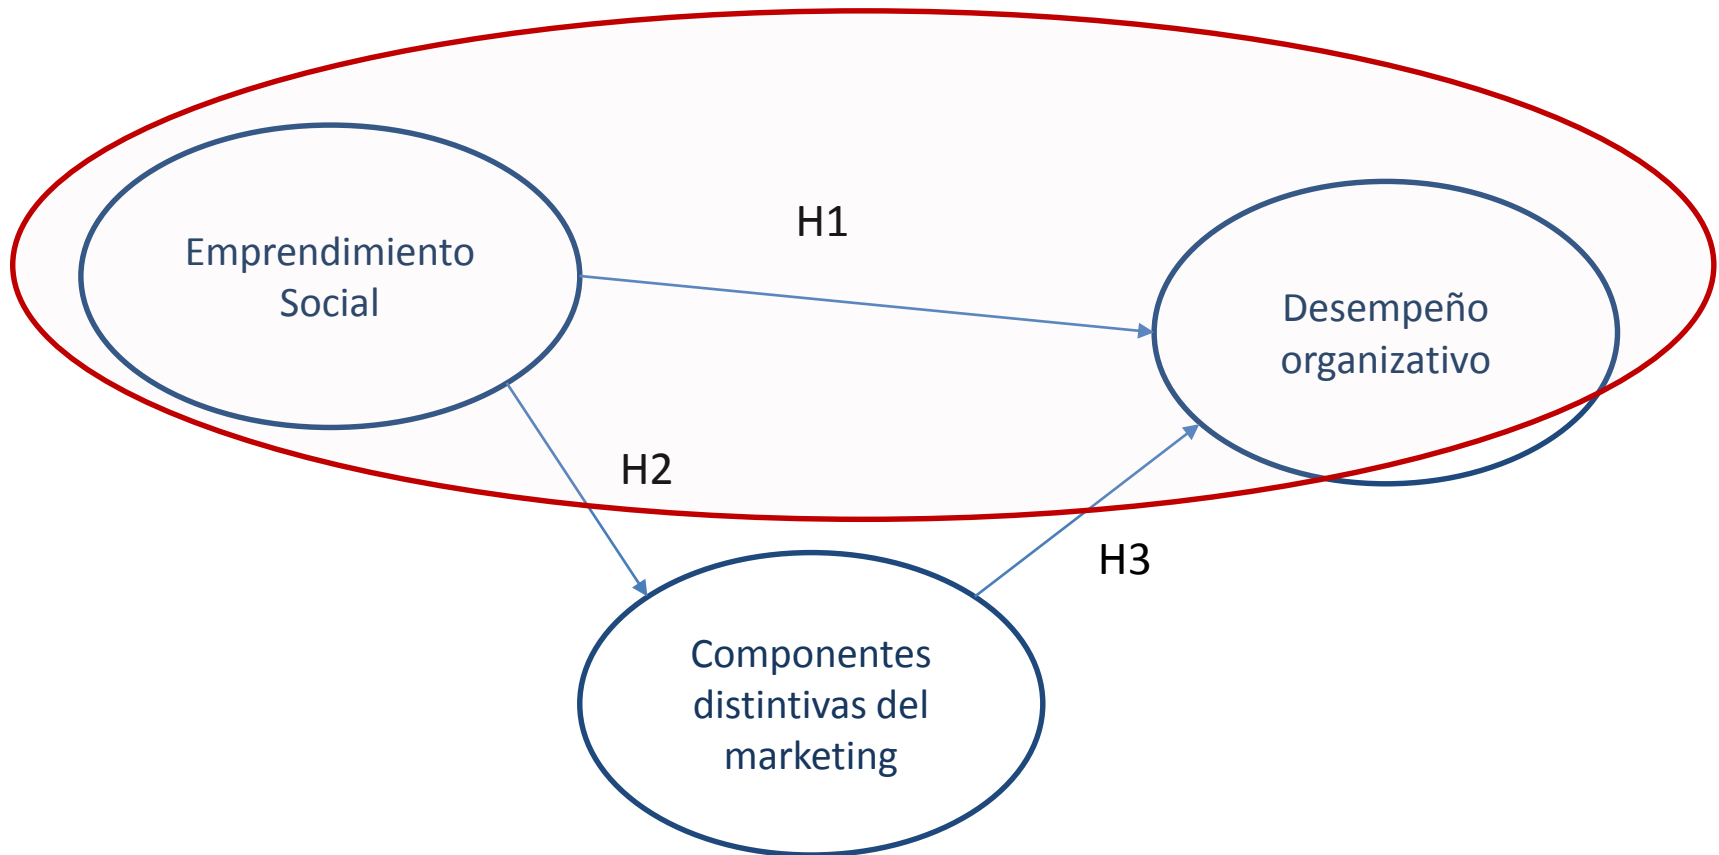 H1
Emprendimiento
Social
Desempeño
organizativo
H2
H3
Componentes
distintivas del
marketing